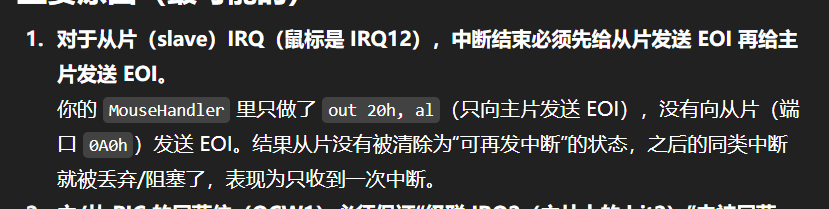 1. 对于从片（slave）IRQ（鼠标是 IRQ12），中断结束必须先给从片发送 EOI 再给主
片发送 EOI。
你的 MouseHandler 里只做了 out 20h, al（只向主片发送 EOI），没有向从片（端
口 0A0h）发送 EOI。结果从片没有被清除为“可再发中断”的状态，之后的同类中断
就被丢弃/阻塞了，表现为只收到一次中断。